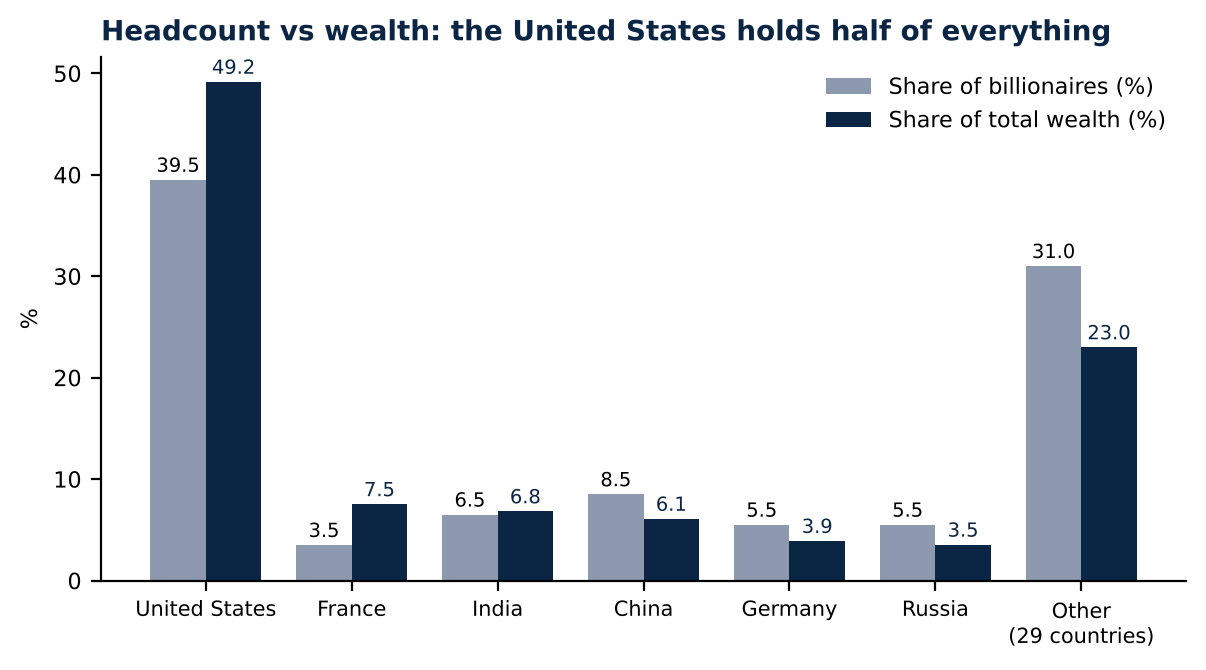 Headcount vs wealth: the United States holds half of everything
Share of billionaires (%)
Share of total wealth (%)
%
50
40
30
20
10
0
39.5
49.2
3.5
7.5
6.5
6.8
8.5
6.1
5.5
3.9
5.5
3.5
31.0
23.0
United States
France
India
China
Germany
Russia
Other
(29 countries)